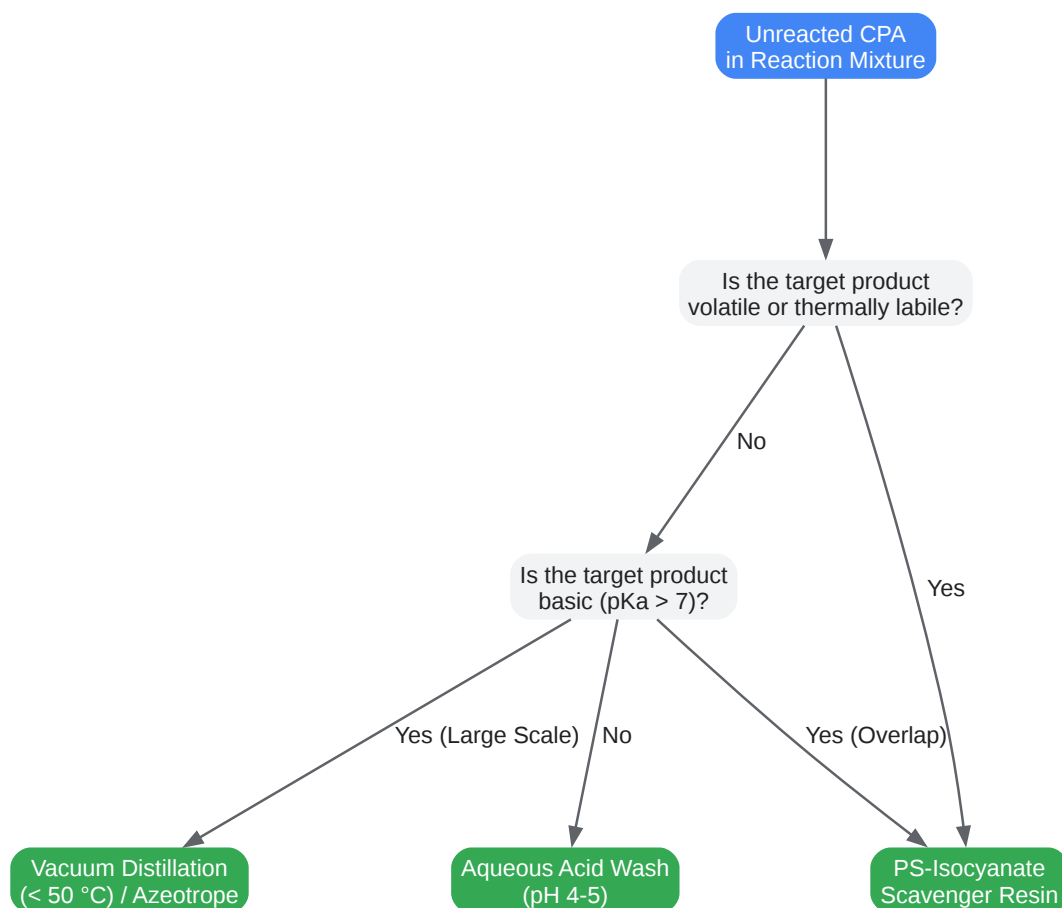 Unreacted CPA
in Reaction Mixture
Is the target product
volatile or thermally labile?
No
Yes
Is the target product
basic (pKa > 7)?
Yes (Large Scale)
No
Yes (Overlap)
Vacuum Distillation
(< 50 °C) / Azeotrope
Aqueous Acid Wash
(pH 4-5)
PS-Isocyanate
Scavenger Resin